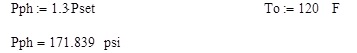 Pph := 1.3·Pset To := 120 F
Pph = 171.839 psi